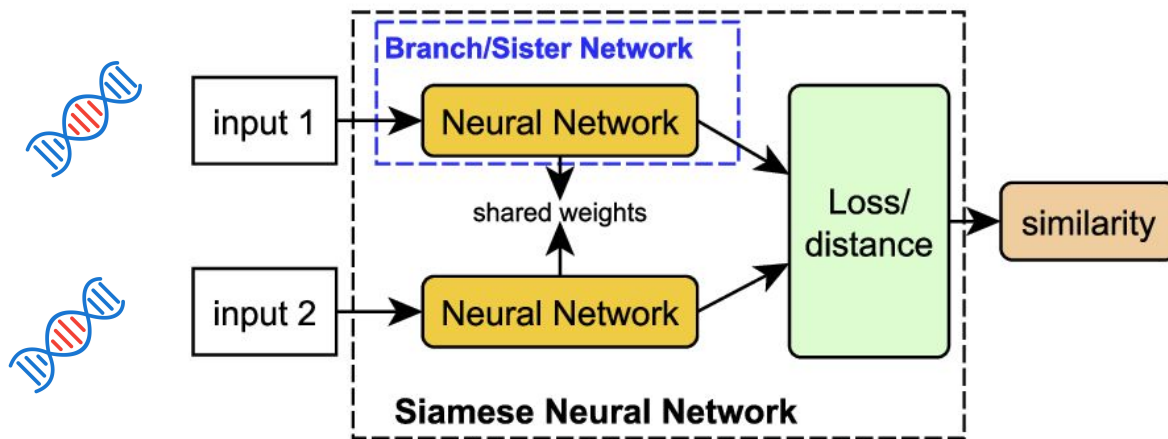 Branch/Sister Network
input 1
Neural Network
shared weights
Loss/
distance
similarity
input 2
Neural Network
Siamese Neural Network